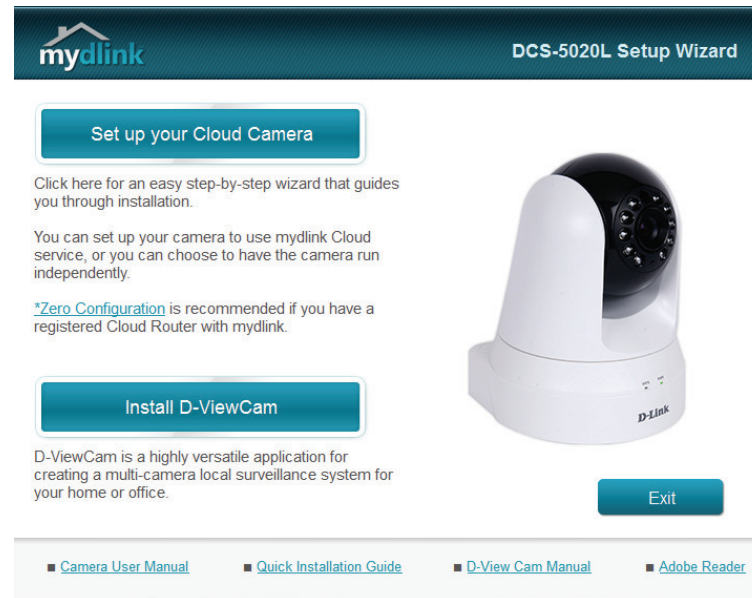 mydlink
DCS-5020L Setup Wizard
Set up your Cloud Camera
Click here for an easy step-by-step wizard that guides
you through installation.
You can set up your camera to use mydlink Cloud
service, or you can choose to have the camera run
independently.
*Zero Configuration is recommended if you have a
registered Cloud Router with mydlink.
Install D-ViewCam
D-ViewCam is a highly versatile application for
creating a multi-camera local surveillance system for
your home or office.
D-Link
Exit
Camera User Manual
Quick Installation Guide
D-View Cam Manual
Adobe Reader